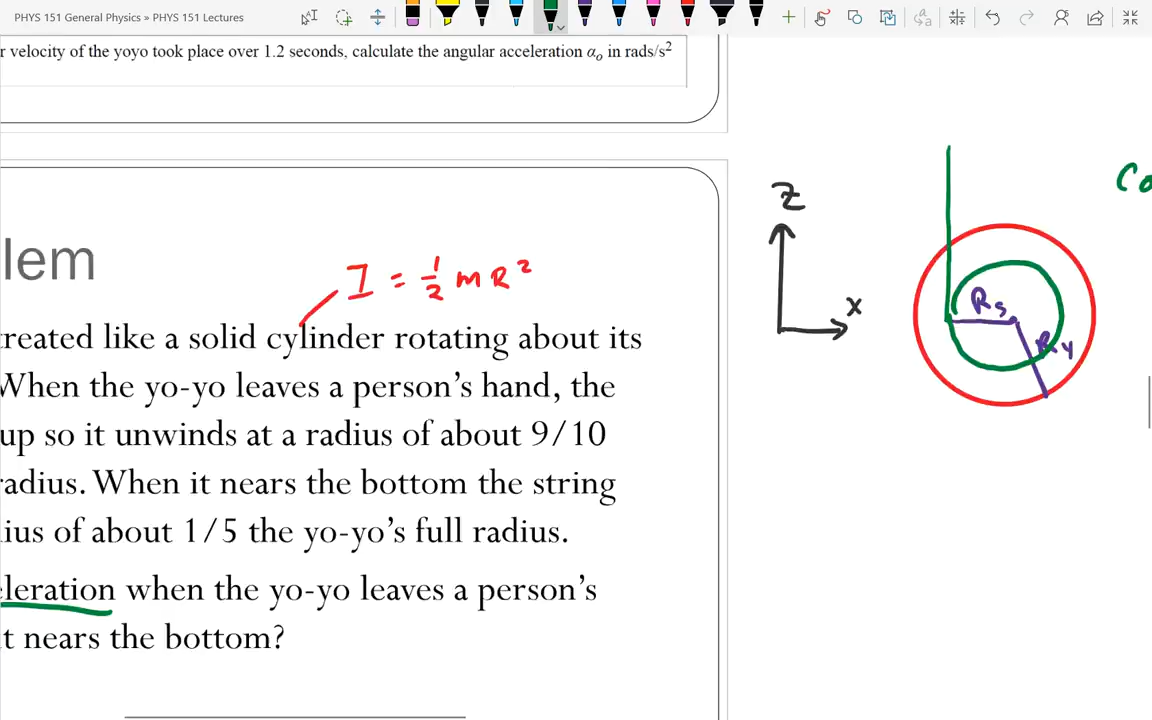 PHYS 151 General Physics » PHYS 151 Lectures
r velocity of the yoyo took place over 1.2 seconds, calculate the angular acceleration αₒ in rads/s²
lem
I = ½ m R²
reated like a solid cylinder rotating about its
When the yo-yo leaves a person's hand, the
up so it unwinds at a radius of about 9/10
radius. When it nears the bottom the string
ius of about 1/5 the yo-yo's full radius.
eleration when the yo-yo leaves a person's
t nears the bottom?
Z
X
Rs
RY
Co